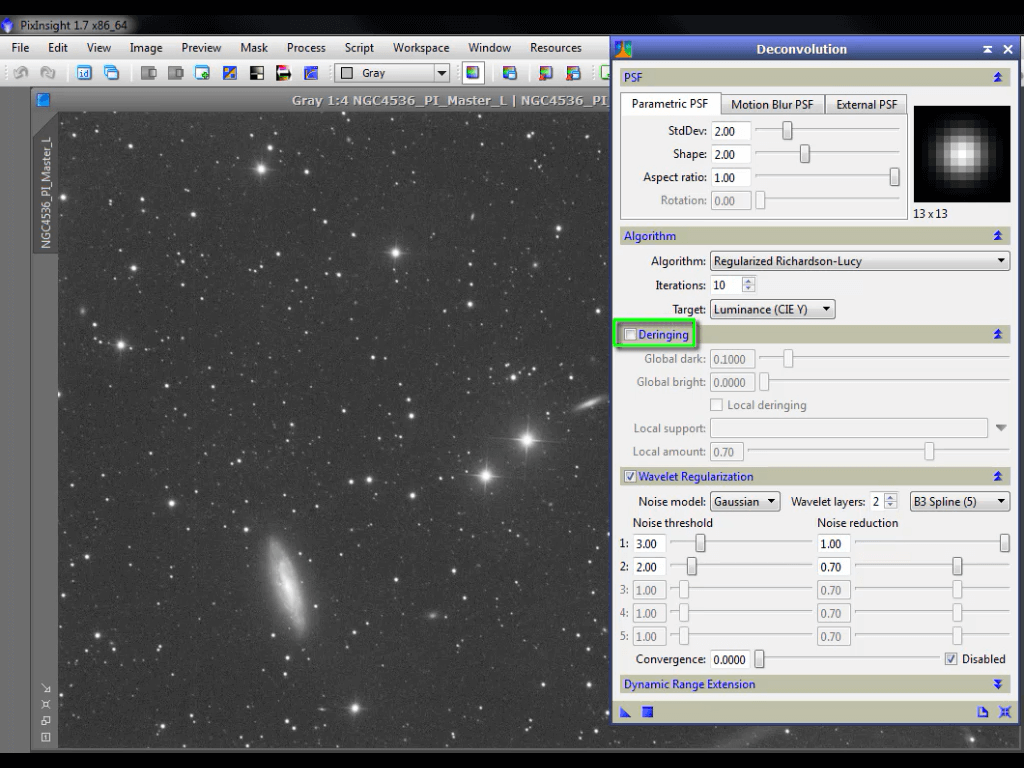 PixInsight 1.7 x86_64
File Edit View Image Preview Mask Process Script Workspace Window Resources
id Gray
Gray 1:4 NGC4536_PI_Master_L | NGC4536_PI
NGC4536_PI_Master_L
Deconvolution
PSF
Parametric PSF Motion Blur PSF External PSF
StdDev: 2.00
Shape: 2.00
Aspect ratio: 1.00
Rotation: 0.00
13 x 13
Algorithm
Algorithm: Regularized Richardson-Lucy
Iterations: 10
Target: Luminance (CIE Y)
Deringing
Global dark: 0.1000
Global bright: 0.0000
Local deringing
Local support:
Local amount: 0.70
Wavelet Regularization
Noise model: Gaussian Wavelet layers: 2 B3 Spline (5)
Noise threshold Noise reduction
1: 3.00 1.00
2: 2.00 0.70
3: 1.00 0.70
4: 1.00 0.70
5: 1.00 0.70
Convergence: 0.0000 Disabled
Dynamic Range Extension